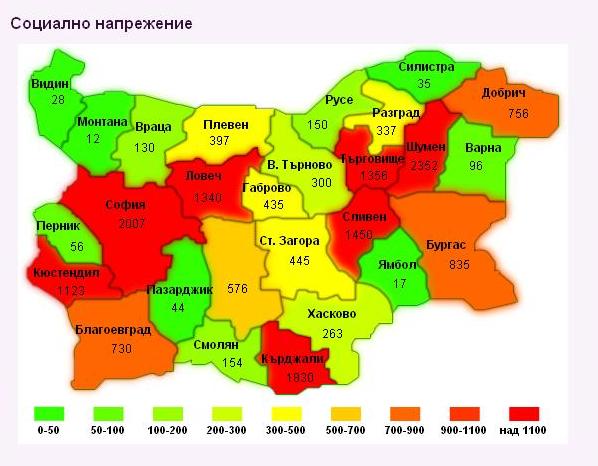 Социално напрежение
Видин
28
Монтана
12
Враца
130
Плевен
397
Русе
150
Силистра
35
Разград
337
Добрич
756
Шумен
2352
Варна
96
Търговище
1356
В. Търново
300
Ловеч
1340
Габрово
435
София
2007
Перник
56
Кюстендил
1123
Сливен
1450
Бургас
835
Ст. Загора
445
Ямбол
17
Пазарджик
44
576
Хасково
263
Благоевград
730
Смолян
154
Кърджали
1830
0-50 50-100 100-200 200-300 300-500 500-700 700-900 900-1100 над 1100